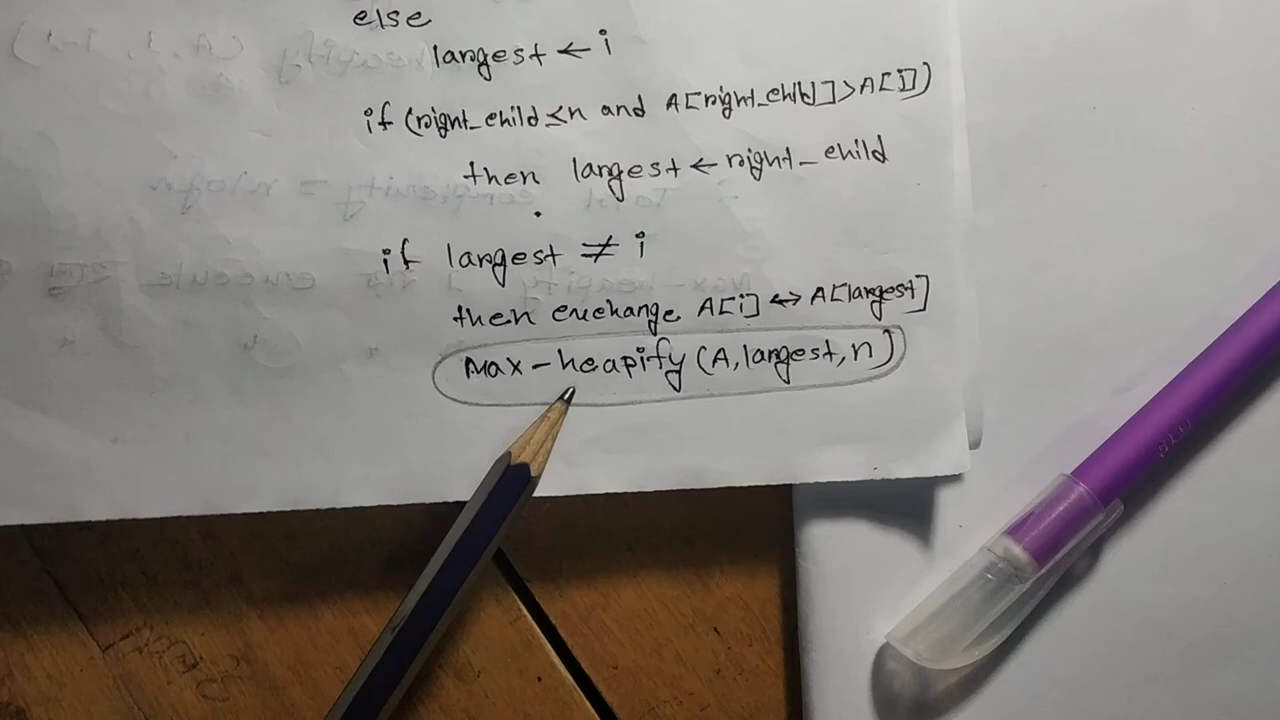 else
largest ← i
if (right_child ≤ n and A[right_child] > A[i])
then largest ← right_child
if largest ≠ i
then exchange A[i] ↔ A[largest]
Max-heapify (A, largest, n)